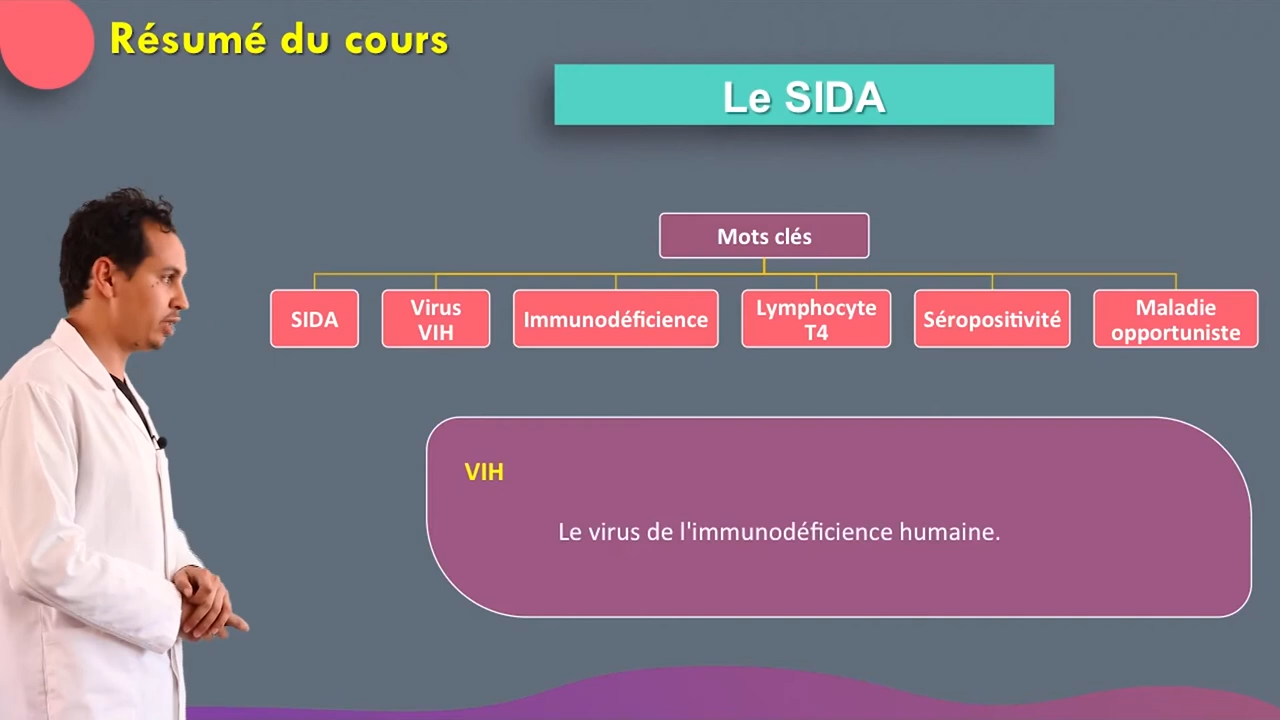 Résumé du cours
Le SIDA
Mots clés
SIDA
Virus
VIH
Immunodéficience
Lymphocyte
T4
Séropositivité
Maladie
opportuniste
VIH
Le virus de l'immunodéficience humaine.